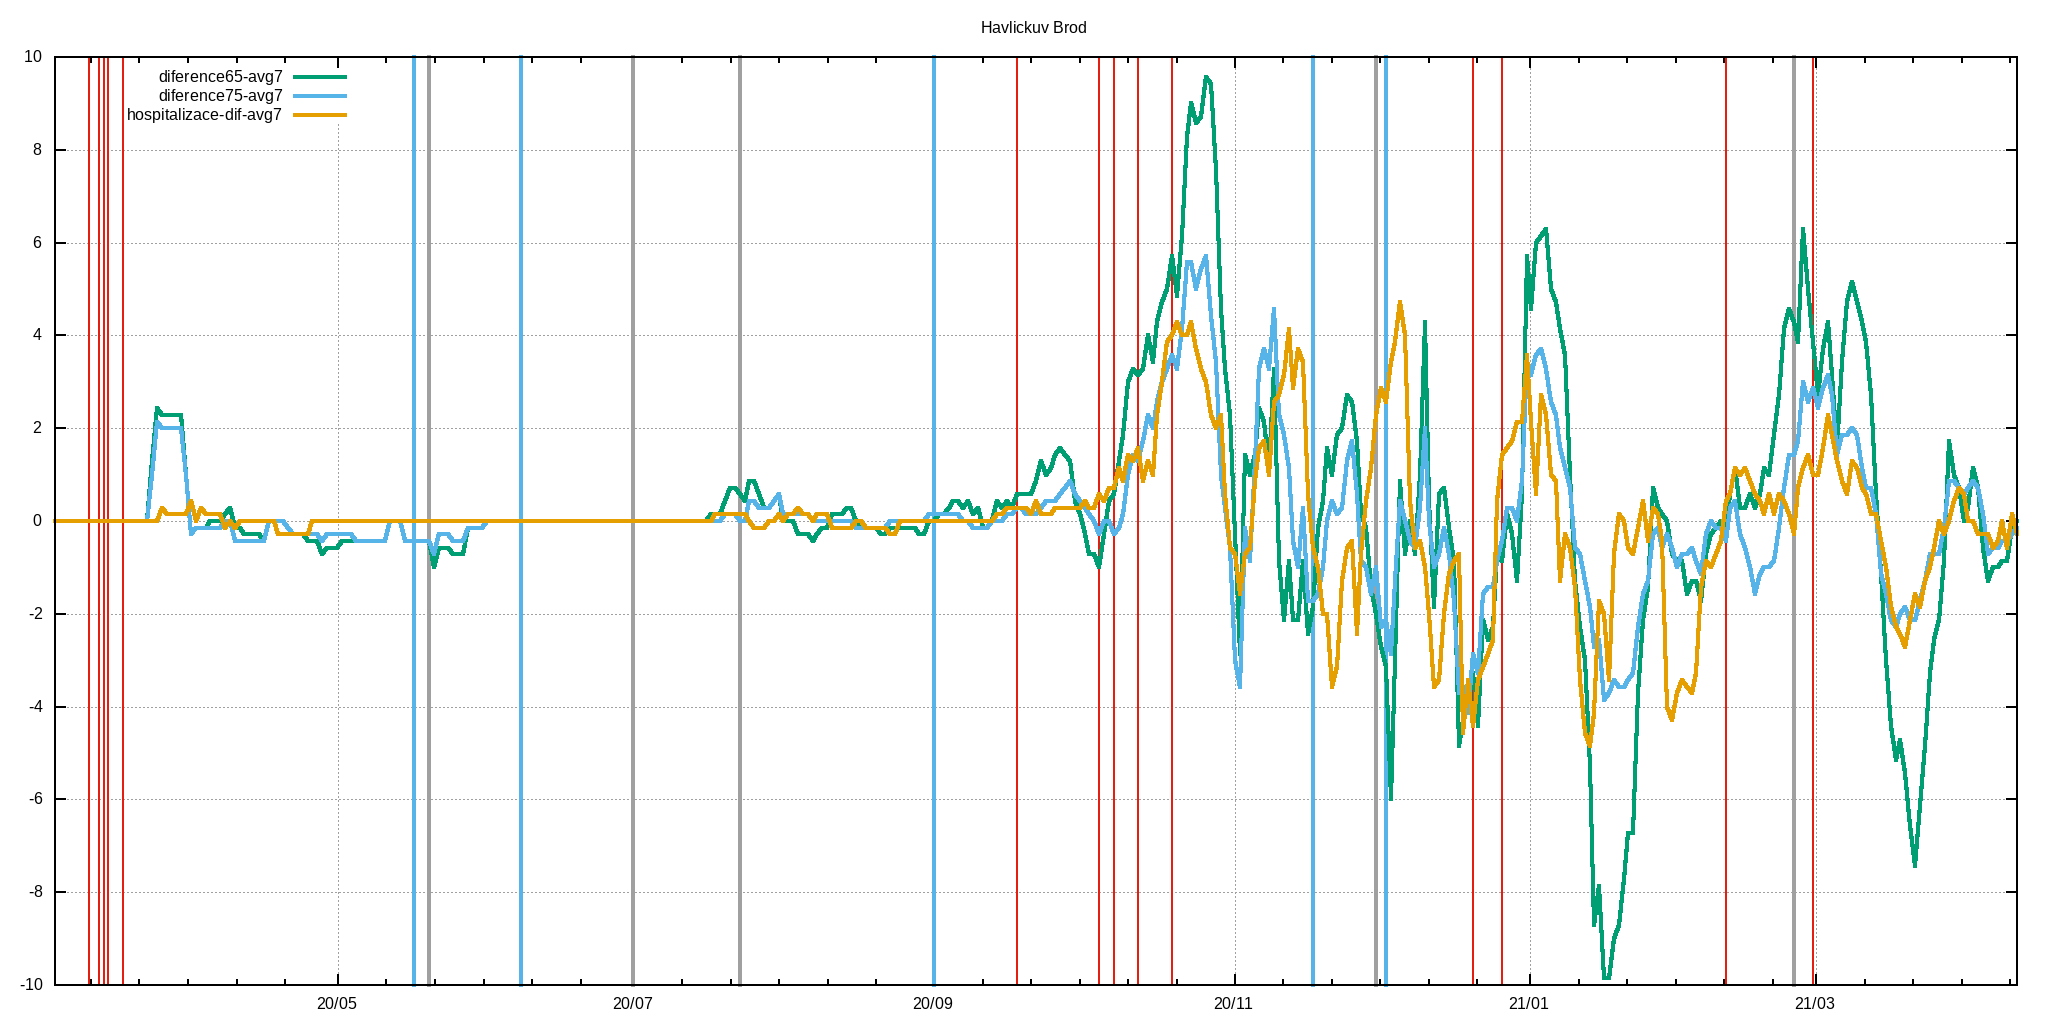 Havlickuv Brod
10
diference65-avg7
diference75-avg7
hospitalizace-dif-avg7
8
6
4
2
0
-2
-4
-6
-8
-10
20/05 20/07 20/09 20/11 21/01 21/03